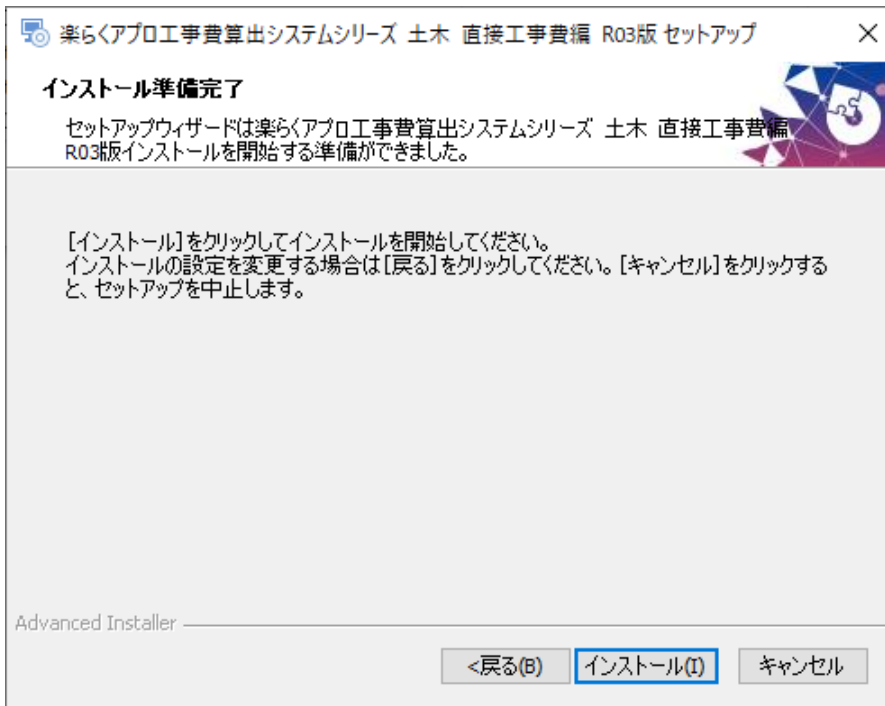 楽らくアプロ工事費算出システムシリーズ 土木 直接工事費編 R03版 セットアップ
インストール準備完了
セットアップウィザードは楽らくアプロ工事費算出システムシリーズ 土木 直接工事費編
R03版インストールを開始する準備ができました。
[インストール]をクリックしてインストールを開始してください。
インストールの設定を変更する場合は[戻る]をクリックしてください。[キャンセル]をクリックする
と、セットアップを中止します。
Advanced Installer
<戻る(B) インストール(I) キャンセル